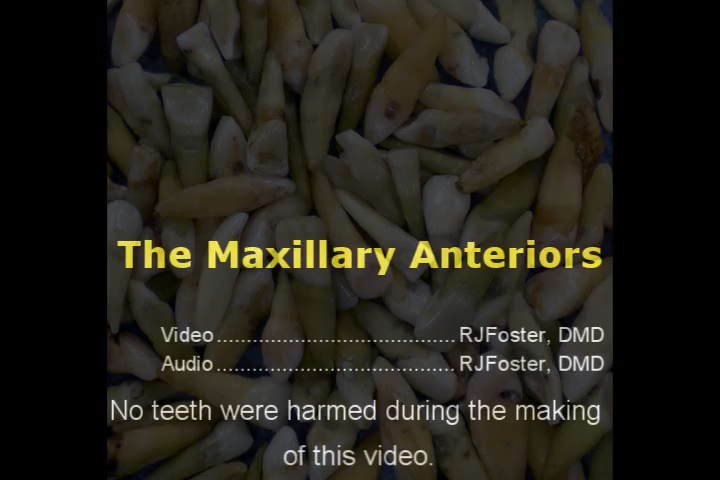 The Maxillary Anteriors
Video........................................RJFoster, DMD
Audio........................................RJFoster, DMD
No teeth were harmed during the making
of this video.